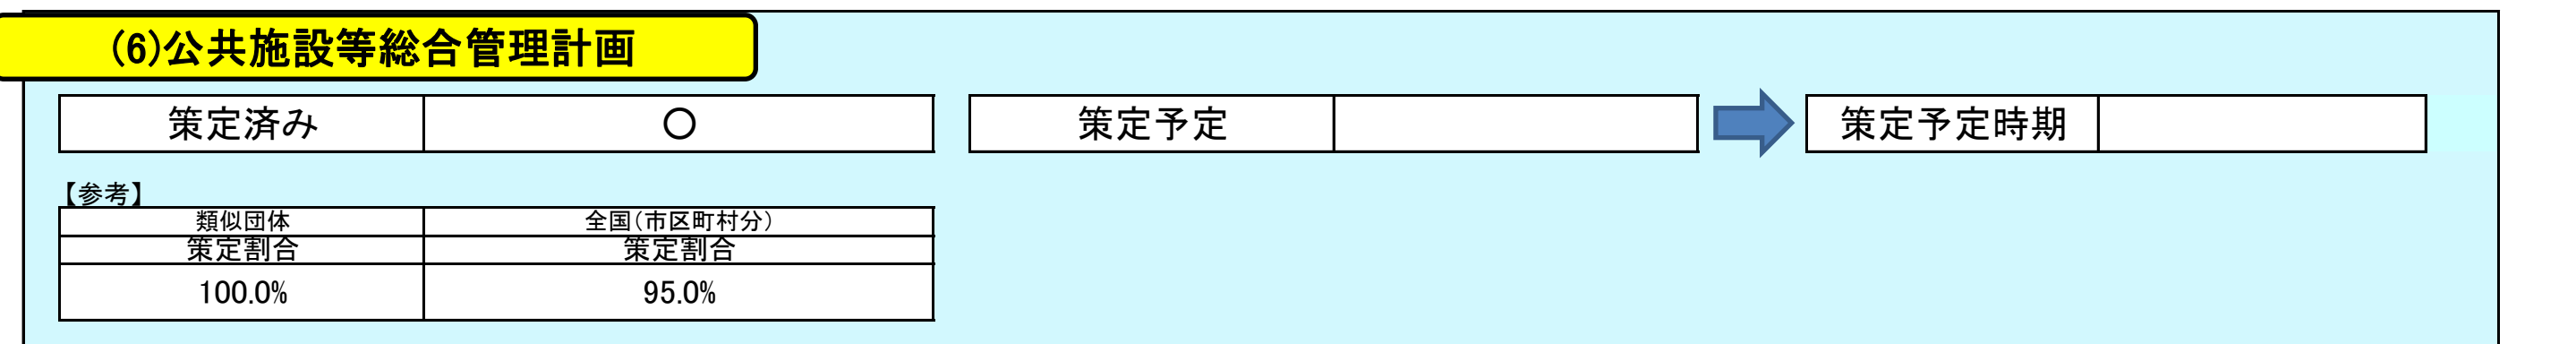 (6)公共施設等総合管理計画
策定済み 〇 策定予定 策定予定時期
【参考】
類似団体 全国(市区町村分)
策定割合 策定割合
100.0% 95.0%